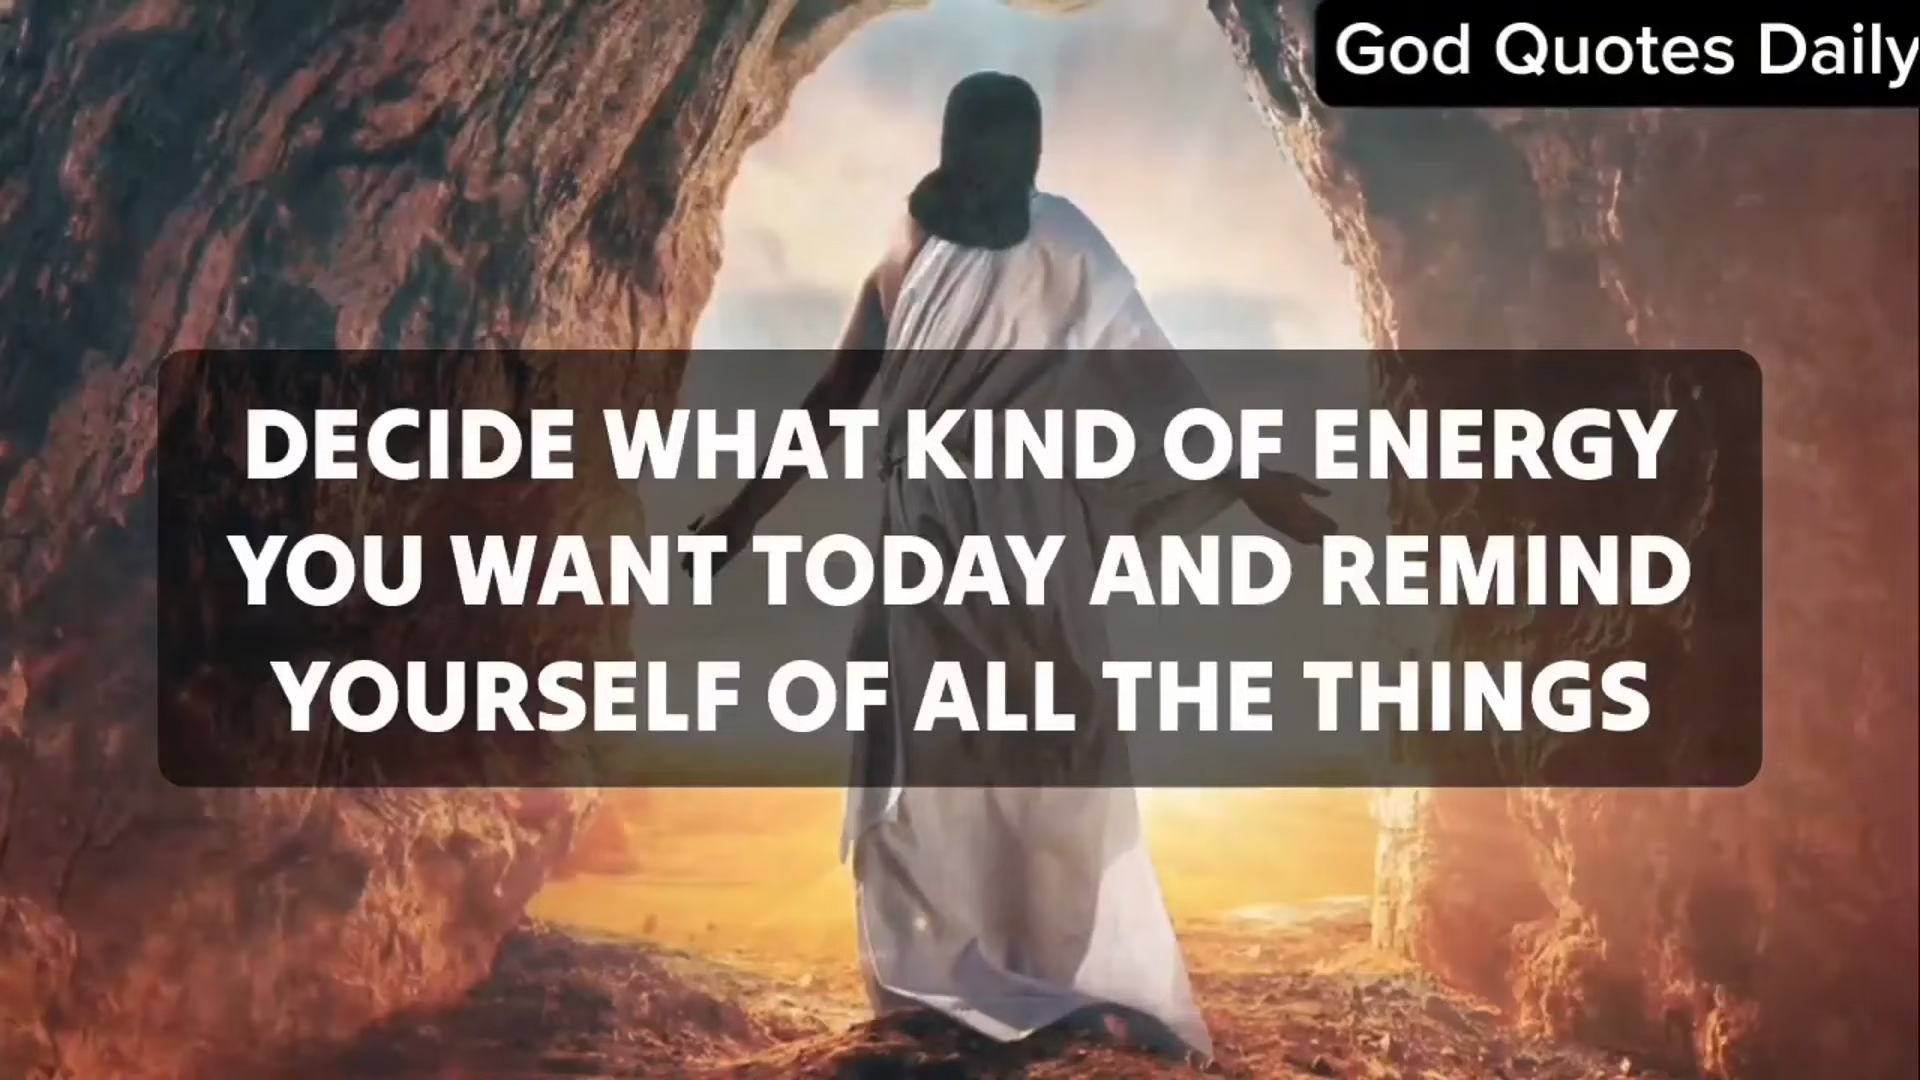 God Quotes Daily
DECIDE WHAT KIND OF ENERGY
YOU WANT TODAY AND REMIND
YOURSELF OF ALL THE THINGS